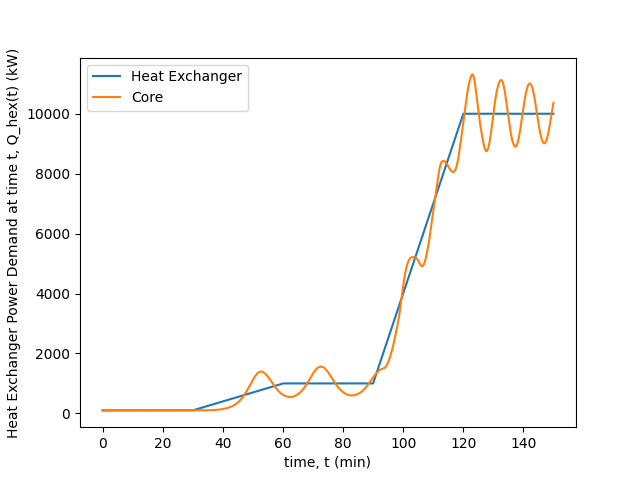 Heat Exchanger
Core
Heat Exchanger Power Demand at time t, Q_hex(t) (kW)
10000
8000
6000
4000
2000
0
0 20 40 60 80 100 120 140
time, t (min)